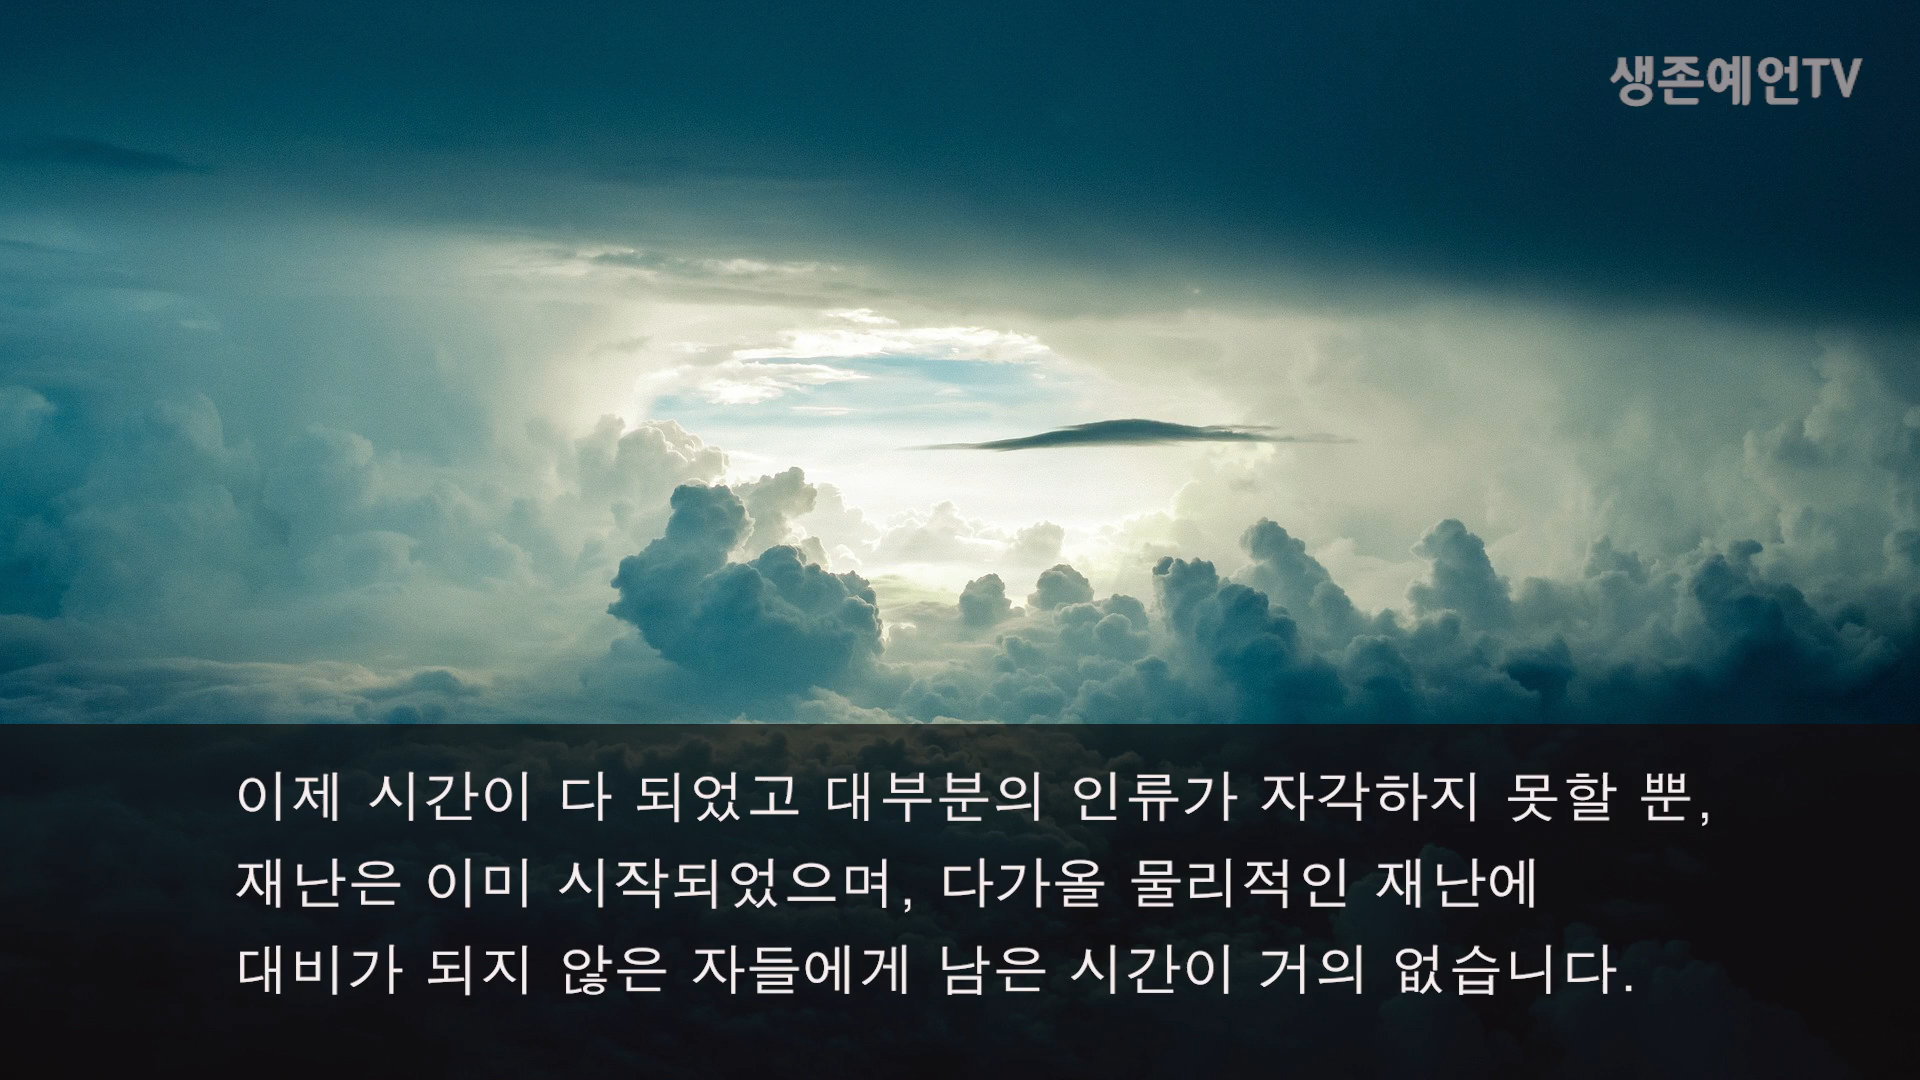 생존예언TV
이제 시간이 다 되었고 대부분의 인류가 자각하지 못할 뿐,
재난은 이미 시작되었으며, 다가올 물리적인 재난에
대비가 되지 않은 자들에게 남은 시간이 거의 없습니다.